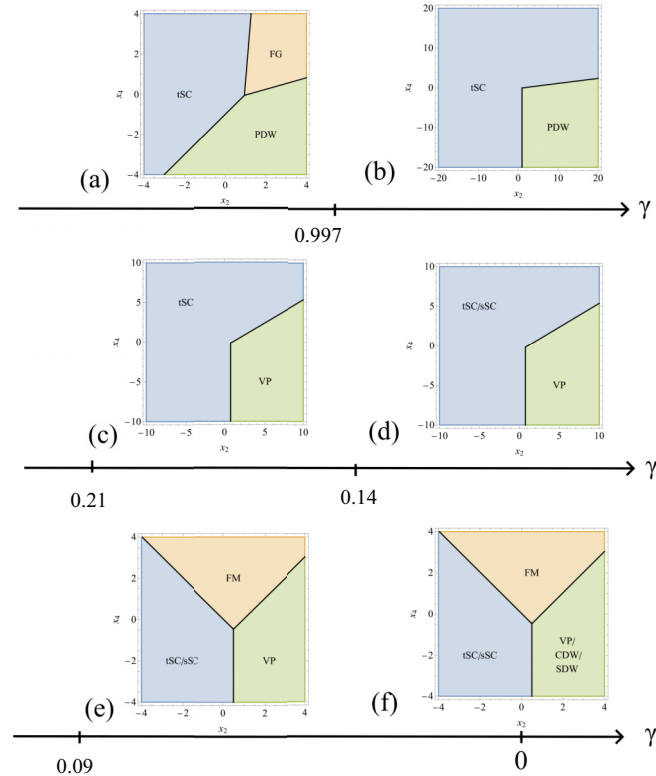 4
2
0
−2
−4
x4
tSC
FG
PDW
−4 −2 0 2 4
x2
(a)
20
10
0
−10
−20
x4
tSC
PDW
−20 −10 0 10 20
x2
(b)
γ
0.997
10
5
0
−5
−10
x4
tSC
VP
−10 −5 0 5 10
x2
(c)
10
5
0
−5
−10
x4
tSC/sSC
VP
−10 −5 0 5 10
x2
(d)
γ
0.21
0.14
4
2
0
−2
−4
x4
FM
tSC/sSC
VP
−4 −2 0 2 4
x2
(e)
4
2
0
−2
−4
x4
FM
tSC/sSC
VP/
CDW/
SDW
−4 −2 0 2 4
x2
(f)
γ
0.09
0